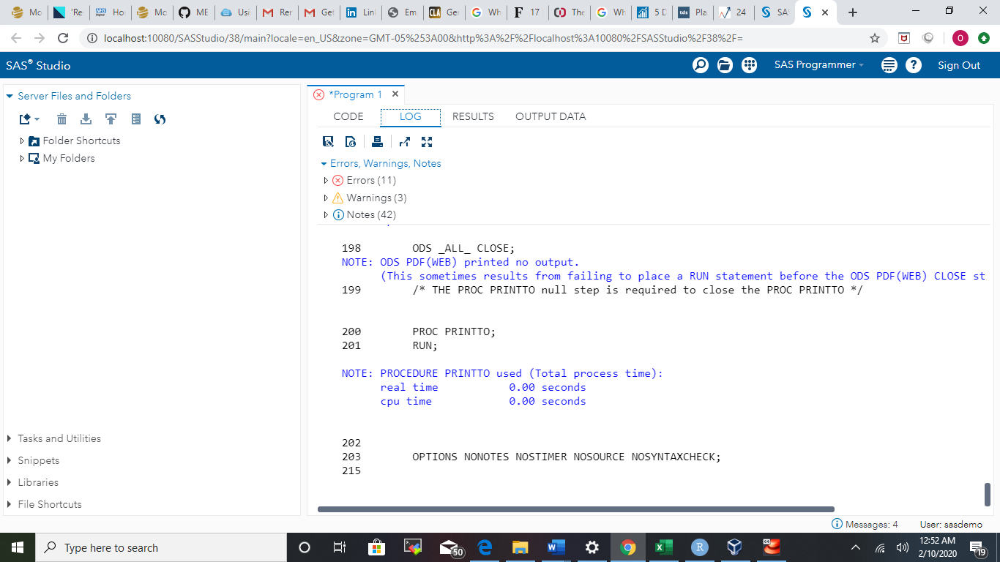 Mo
'Re
Ho
Mo
ME
Usi
Rer
Get
Linl
Em
CLA
Ger
Wh
F
17
The
Wh
5 D
tds
Pla
24
SA
localhost:10080/SASStudio/38/main?locale=en_US&zone=GMT-05%253A00&http%3A%2F%2Flocalhost%3A10080%2FSASStudio%2F38%2F=
O
SAS® Studio
SAS Programmer
Sign Out
Server Files and Folders
Folder Shortcuts
My Folders
Tasks and Utilities
Snippets
Libraries
File Shortcuts
*Program 1
CODE
LOG
RESULTS
OUTPUT DATA
Errors, Warnings, Notes
Errors (11)
Warnings (3)
Notes (42)
198 ODS _ALL_ CLOSE;
NOTE: ODS PDF(WEB) printed no output.
(This sometimes results from failing to place a RUN statement before the ODS PDF(WEB) CLOSE st
199 /* THE PROC PRINTTO null step is required to close the PROC PRINTTO */
200 PROC PRINTTO;
201 RUN;
NOTE: PROCEDURE PRINTTO used (Total process time):
real time 0.00 seconds
cpu time 0.00 seconds
202
203 OPTIONS NONOTES NOSTIMER NOSOURCE NOSYNTAXCHECK;
215
Messages: 4
User: sasdemo
Type here to search
50
12:52 AM
2/10/2020
19